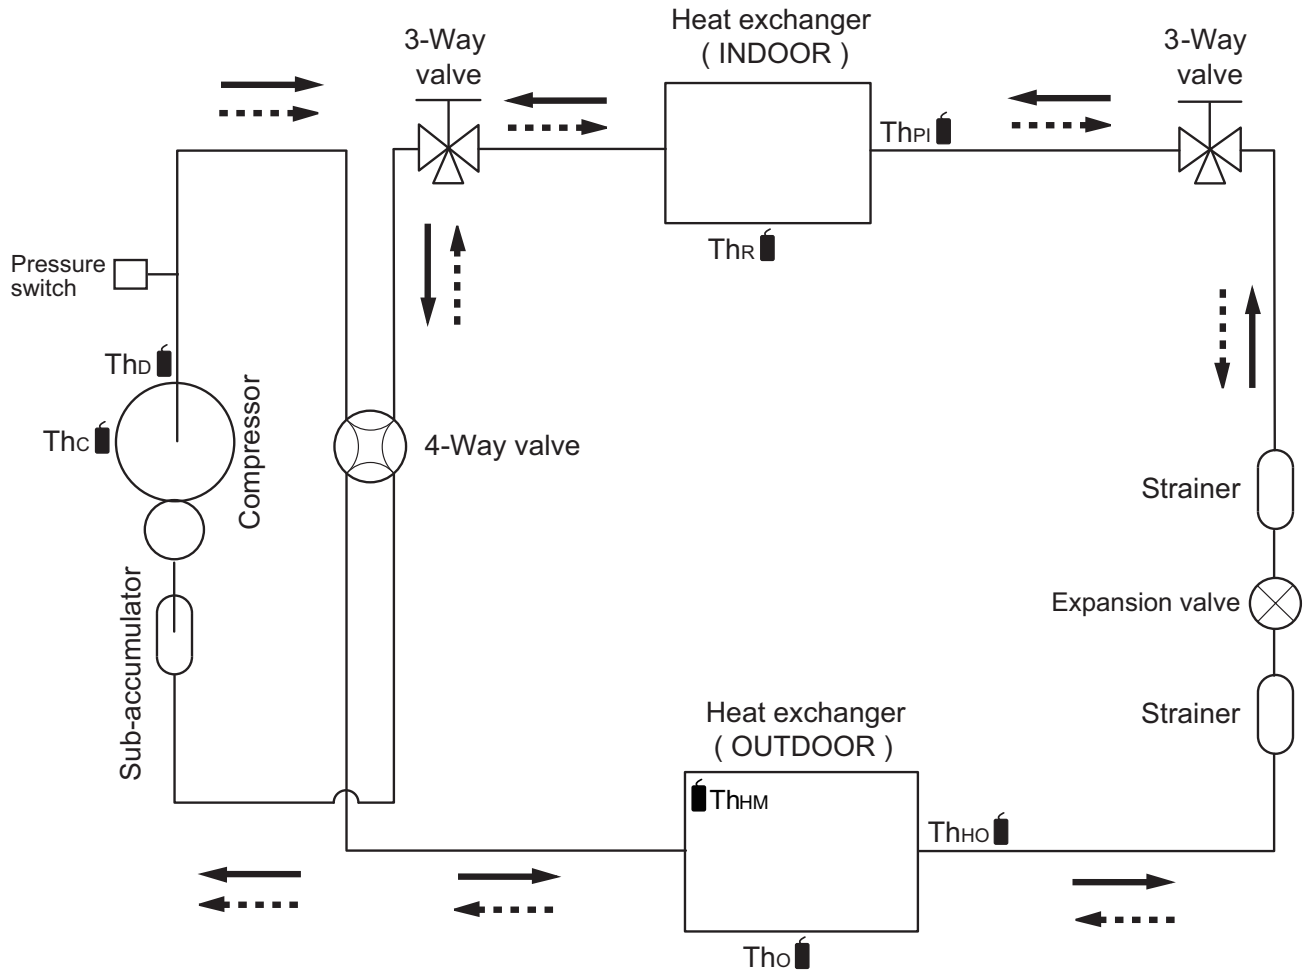 Heat exchanger
( INDOOR )
3-Way
valve
3-Way
valve
ThPI
ThR
Pressure
switch
ThD
ThC
Compressor
4-Way valve
Strainer
Sub-accumulator
Expansion valve
Strainer
Heat exchanger
( OUTDOOR )
ThHM
ThHO
ThO